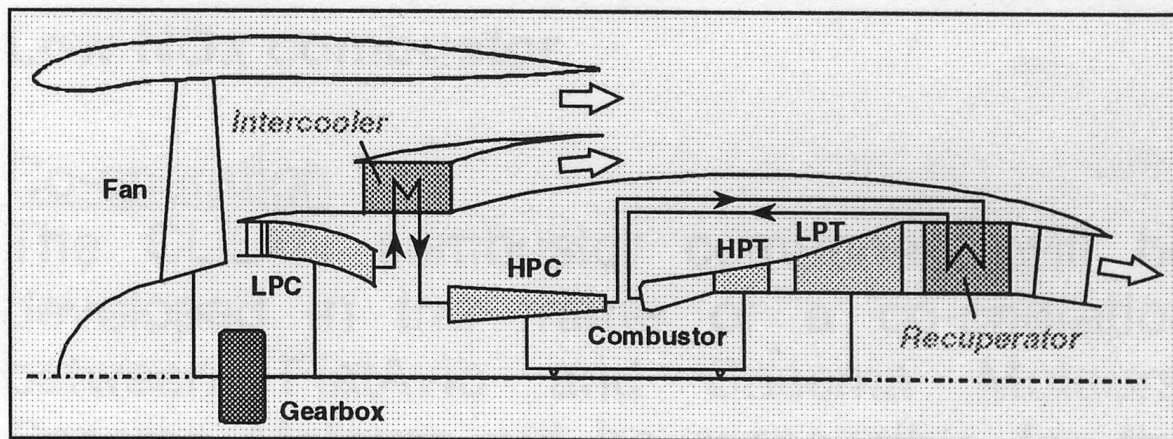 Intercooler
Fan
LPC
HPC
HPT
LPT
Combustor
Recuperator
Gearbox